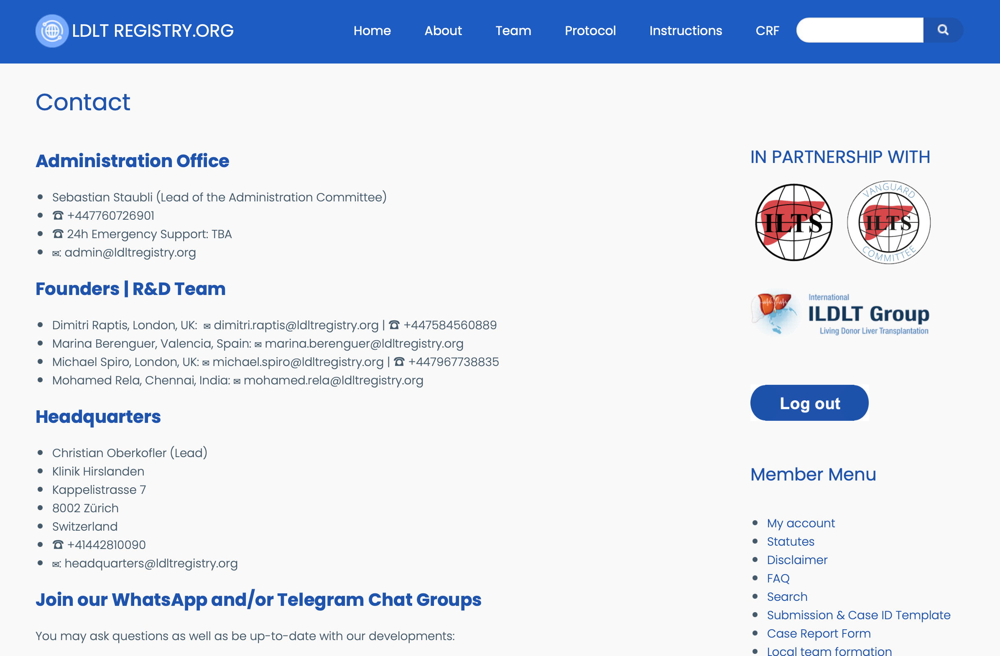 LDLT REGISTRY.ORG
Home About Team Protocol Instructions CRF
Contact
Administration Office
• Sebastian Staubli (Lead of the Administration Committee)
• ☎ +447760726901
• ☎ 24h Emergency Support: TBA
• ✉: admin@ldltregistry.org
Founders | R&D Team
• Dimitri Raptis, London, UK: ✉ dimitri.raptis@ldltregistry.org | ☎ +447584560889
• Marina Berenguer, Valencia, Spain: ✉ marina.berenguer@ldltregistry.org
• Michael Spiro, London, UK: ✉ michael.spiro@ldltregistry.org | ☎ +447967738835
• Mohamed Rela, Chennai, India: ✉ mohamed.rela@ldltregistry.org
Headquarters
• Christian Oberkofler (Lead)
• Klinik Hirslanden
• Kappelistrasse 7
• 8002 Zürich
• Switzerland
• ☎ +41442810090
• ✉: headquarters@ldltregistry.org
Join our WhatsApp and/or Telegram Chat Groups
You may ask questions as well as be up-to-date with our developments:
IN PARTNERSHIP WITH
ILTS
VANGUARD
ILTS
COMMITTEE
International
ILDLT Group
Living Donor Liver Transplantation
Log out
Member Menu
• My account
• Statutes
• Disclaimer
• FAQ
• Search
• Submission & Case ID Template
• Case Report Form
• Local team formation